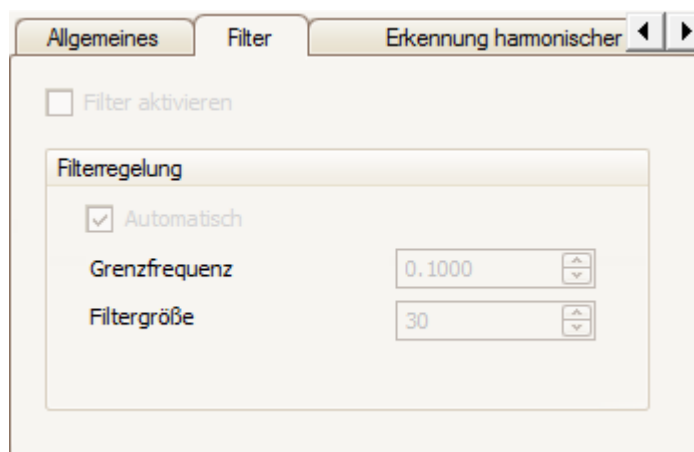 Allgemeines Filter Erkennung harmonischer
Filter aktivieren
Filterregelung
Automatisch
Grenzfrequenz 0.1000
Filtergröße 30